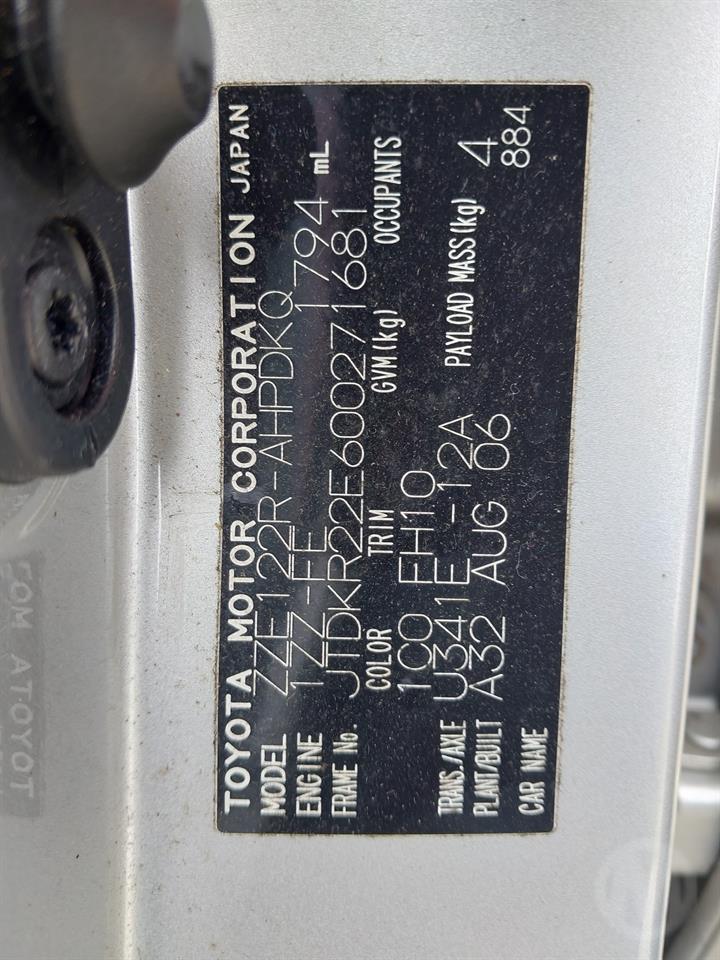 TOYOTA MOTOR CORPORATION JAPAN
MODEL ZZE122R-AHPDKQ
ENGINE 1ZZ-FE 1794 mL
FRAME No. JTDKR22E600271681
COLOR TRIM GVM(kg) OCCUPANTS
1C0 FH10
TRANS./AXLE U341E -12A PAYLOAD MASS(kg) 4
PLANT/BUILT A32 AUG 06 884
CAR NAME